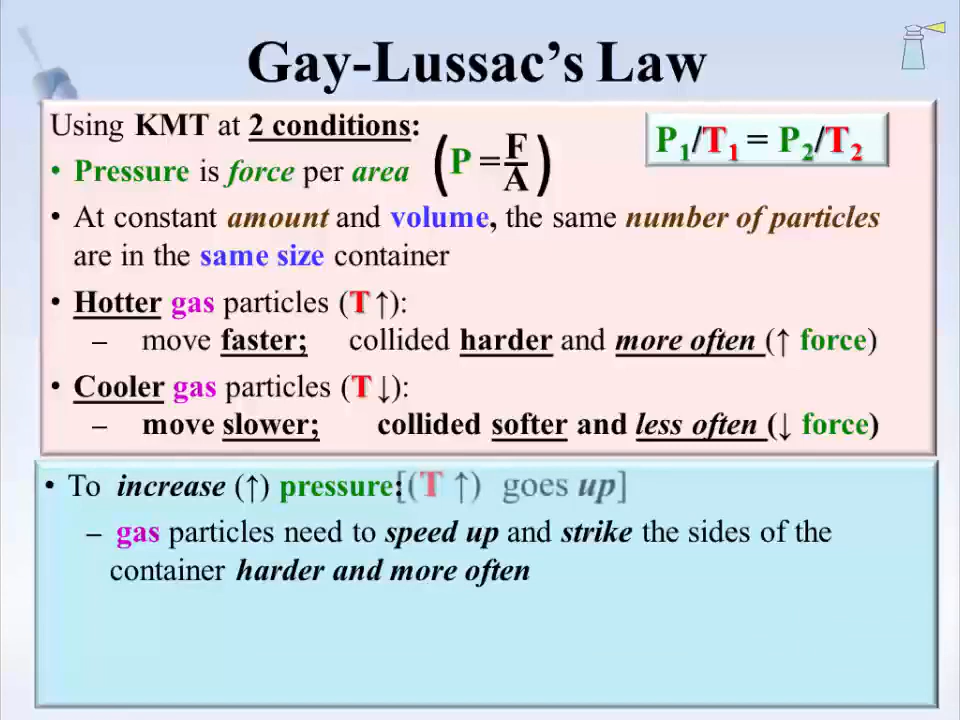 Gay-Lussac's Law
Using KMT at 2 conditions:
P₁/T₁ = P₂/T₂
• Pressure is force per area (P = F/A)
• At constant amount and volume, the same number of particles
are in the same size container
• Hotter gas particles (T ↑):
– move faster; collided harder and more often (↑ force)
• Cooler gas particles (T ↓):
– move slower; collided softer and less often (↓ force)
• To increase (↑) pressure: [(T ↑) goes up]
– gas particles need to speed up and strike the sides of the
container harder and more often